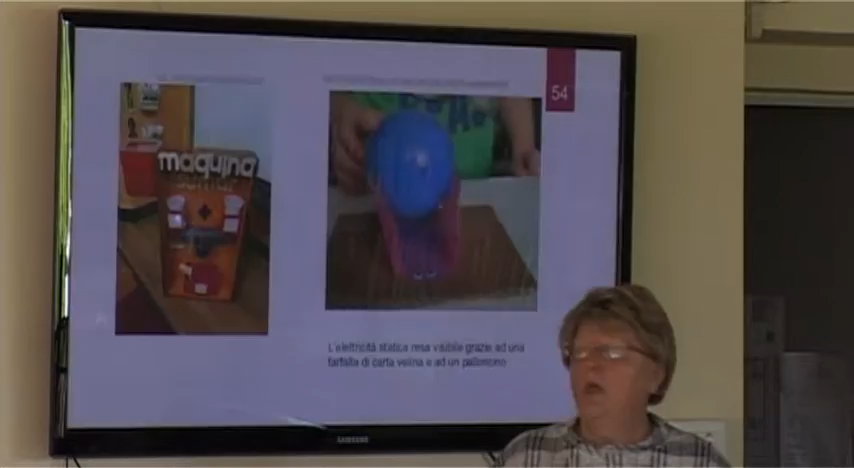 54
maquina
L'elettricità statica resa visibile grazie ad una
farfalla di carta velina e ad un palloncino
SAMSUNG